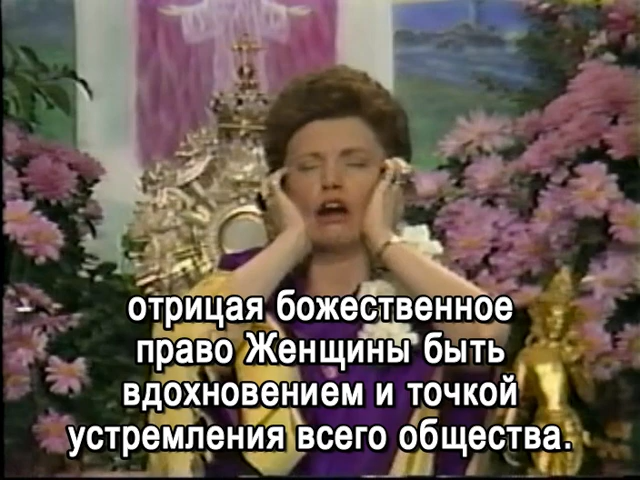 отрицая божественное
право Женщины быть
вдохновением и точкой
устремления всего общества.